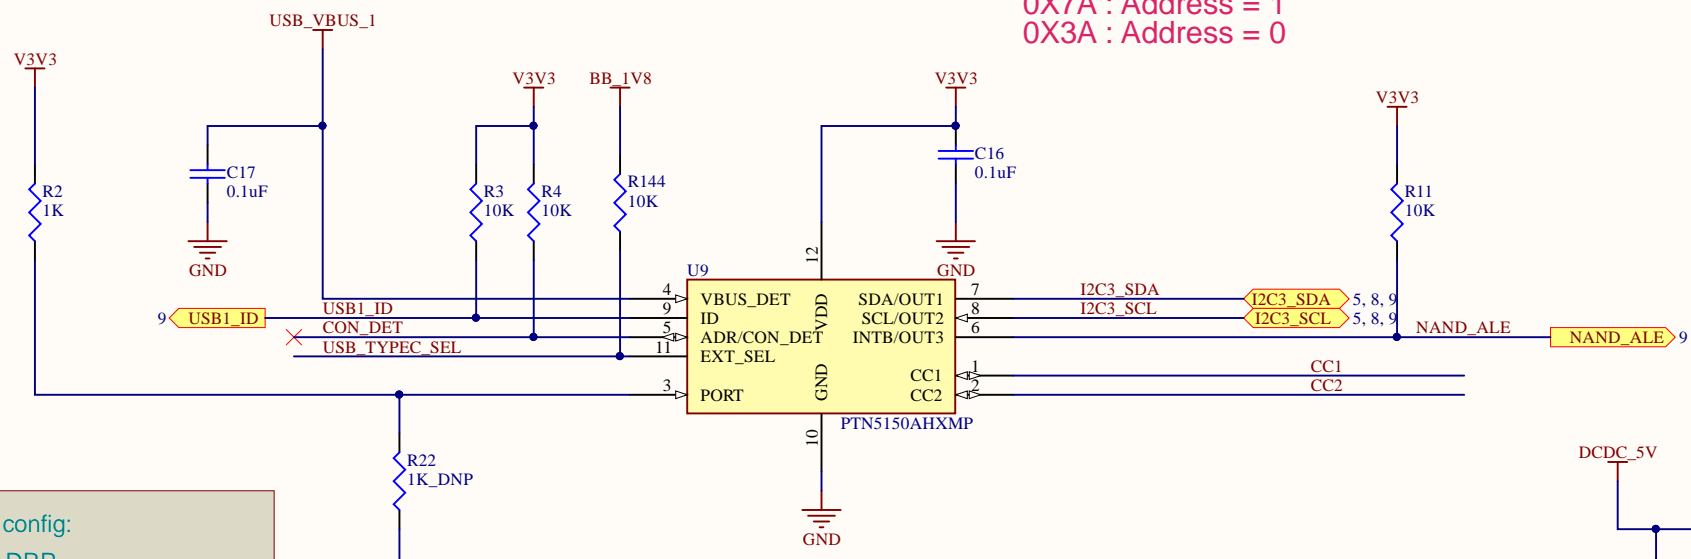 0X7A : Address = 1
0X3A : Address = 0
USB_VBUS_1
V3V3
V3V3
BB_1V8
V3V3
V3V3
C17
0.1uF
R2
1K
R3
10K
R4
10K
R144
10K
C16
0.1uF
R11
10K
GND
GND
12
U9
4
VBUS_DET
VDD
SDA/OUT1
7
I2C3_SDA
I2C3_SDA
5, 8, 9
9
USB1_ID
USB1_ID
9
ID
SCL/OUT2
8
I2C3_SCL
I2C3_SCL
5, 8, 9
CON_DET
5
ADR/CON_DET
INTB/OUT3
6
NAND_ALE
NAND_ALE
9
USB_TYPEC_SEL
11
EXT_SEL
CC1
1
CC1
3
PORT
GND
CC2
2
CC2
PTN5150AHXMP
10
R22
1K_DNP
DCDC_5V
GND
config:
DRP